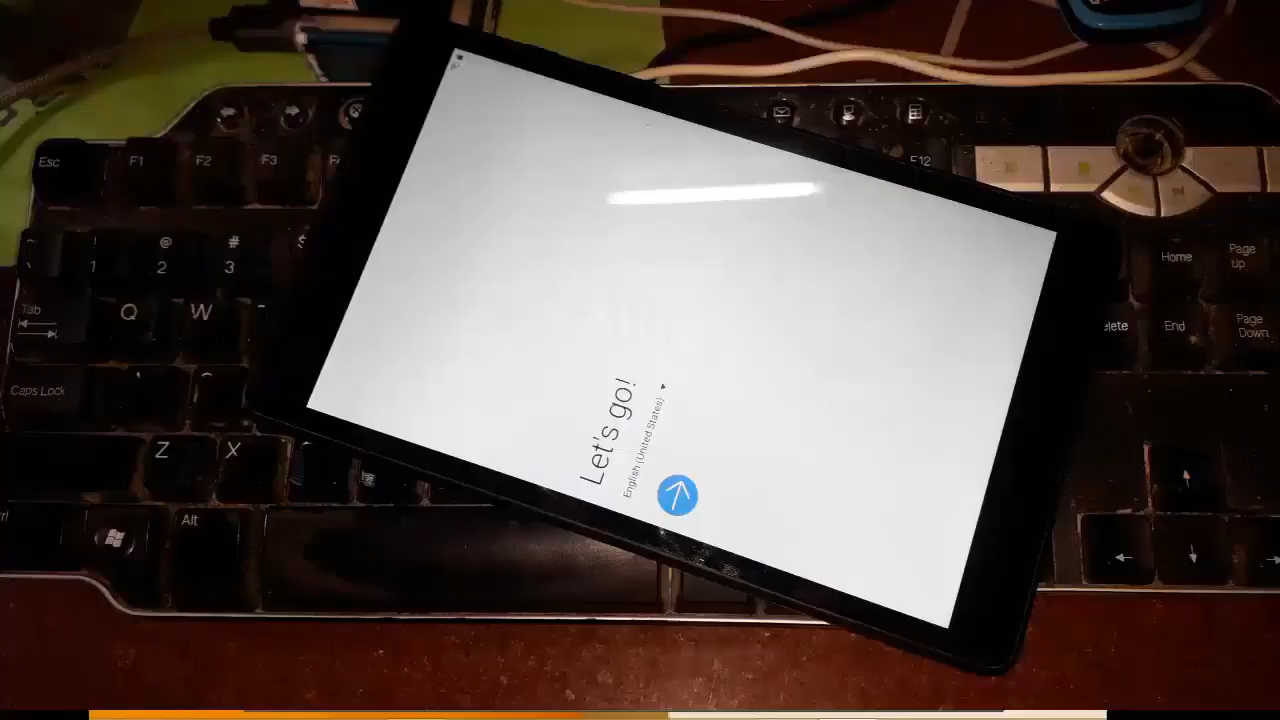 Let's go!
English (United States)
Esc F1 F2 F3 F12
@ #
1 2 3
Home Page Up
Tab Q W
End Page Down
Caps Lock
Z X
Alt